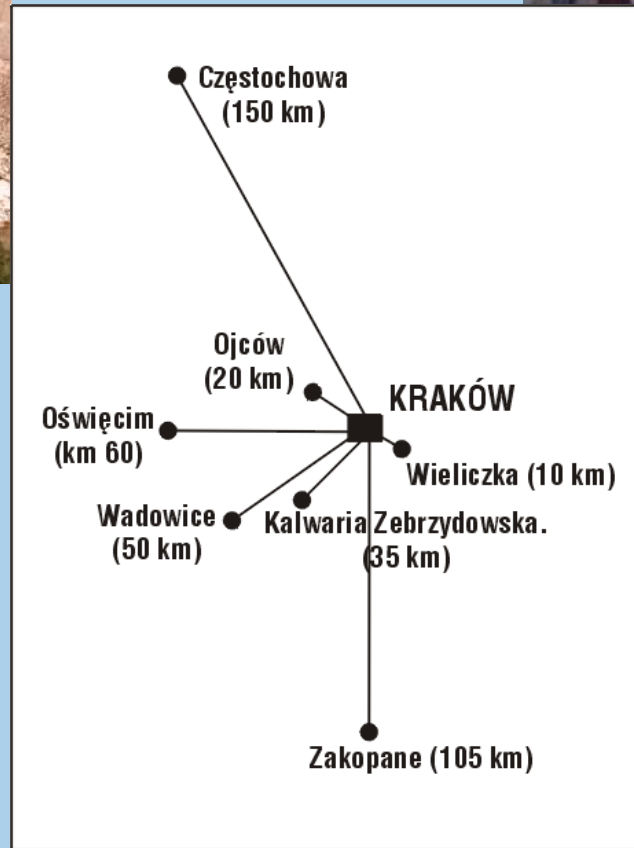 Częstochowa
(150 km)
Ojców
(20 km)
KRAKÓW
Oświęcim
(km 60)
Wieliczka (10 km)
Wadowice
(50 km)
Kalwaria Zebrzydowska.
(35 km)
Zakopane (105 km)